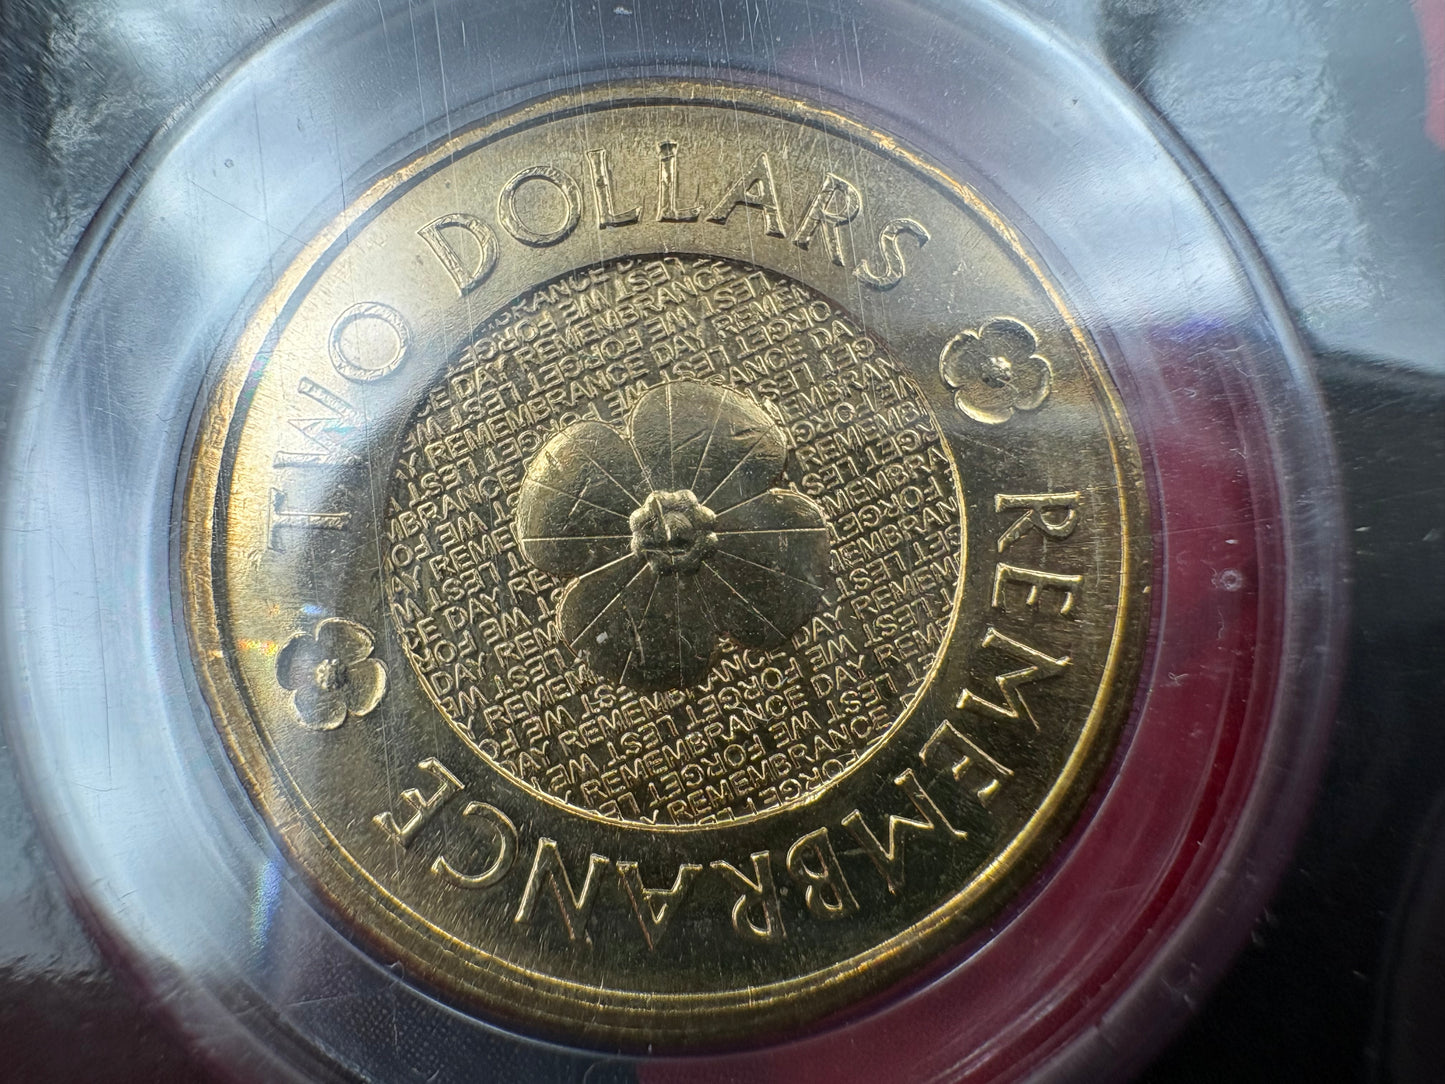 TWO DOLLARS
REMEMBRANCE
REMEMBRANCE DAY
LEST WE FORGET